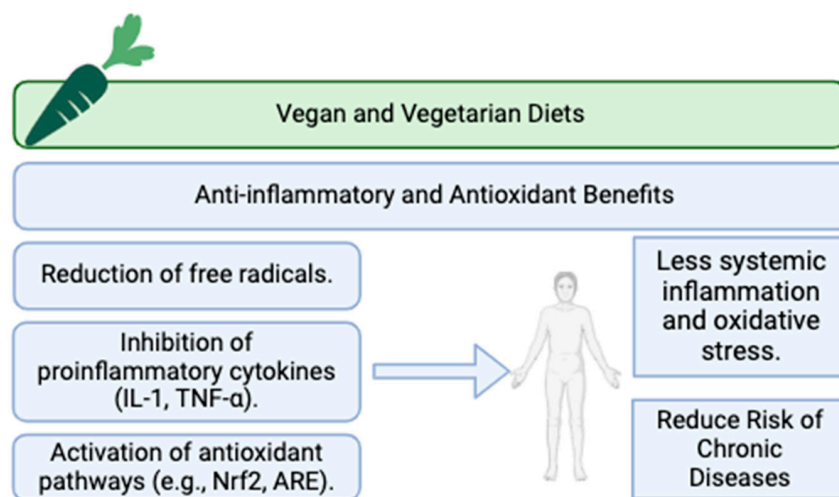 Vegan and Vegetarian Diets
Anti-inflammatory and Antioxidant Benefits
Reduction of free radicals.
Inhibition of
proinflammatory cytokines
(IL-1, TNF-α).
Activation of antioxidant
pathways (e.g., Nrf2, ARE).
Less systemic
inflammation
and oxidative
stress.
Reduce Risk of
Chronic
Diseases